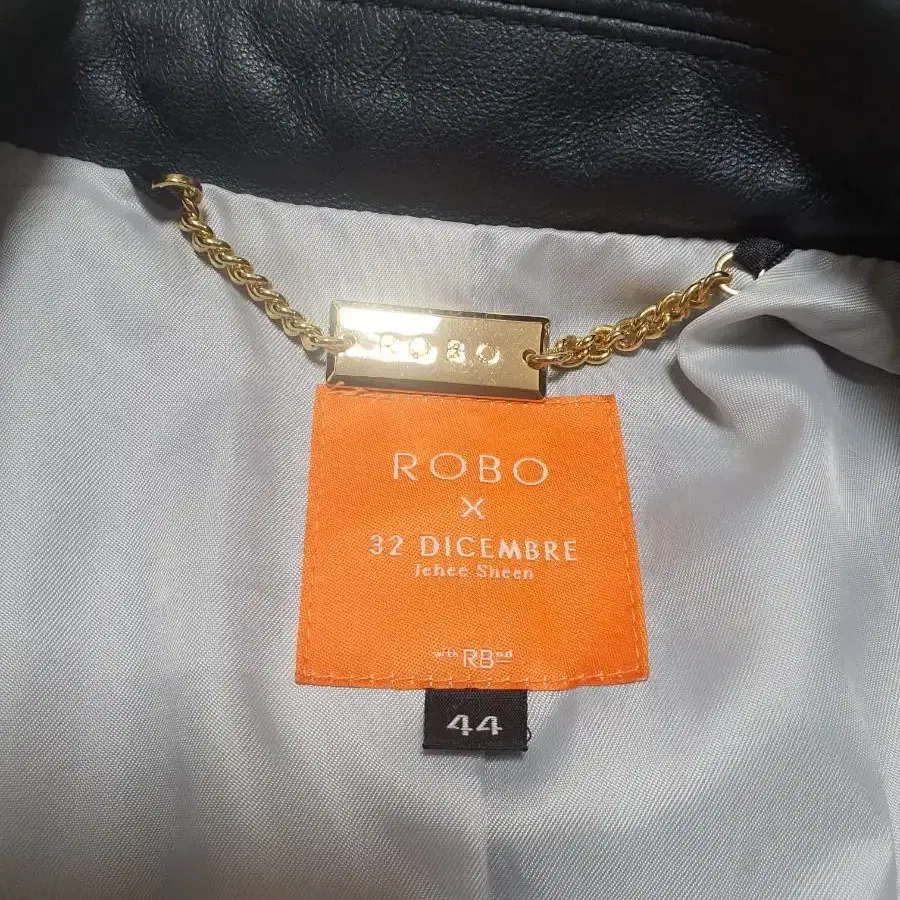 ROBO
ROBO
X
32 DICEMBRE
Jehee Sheen
with RBnd
44